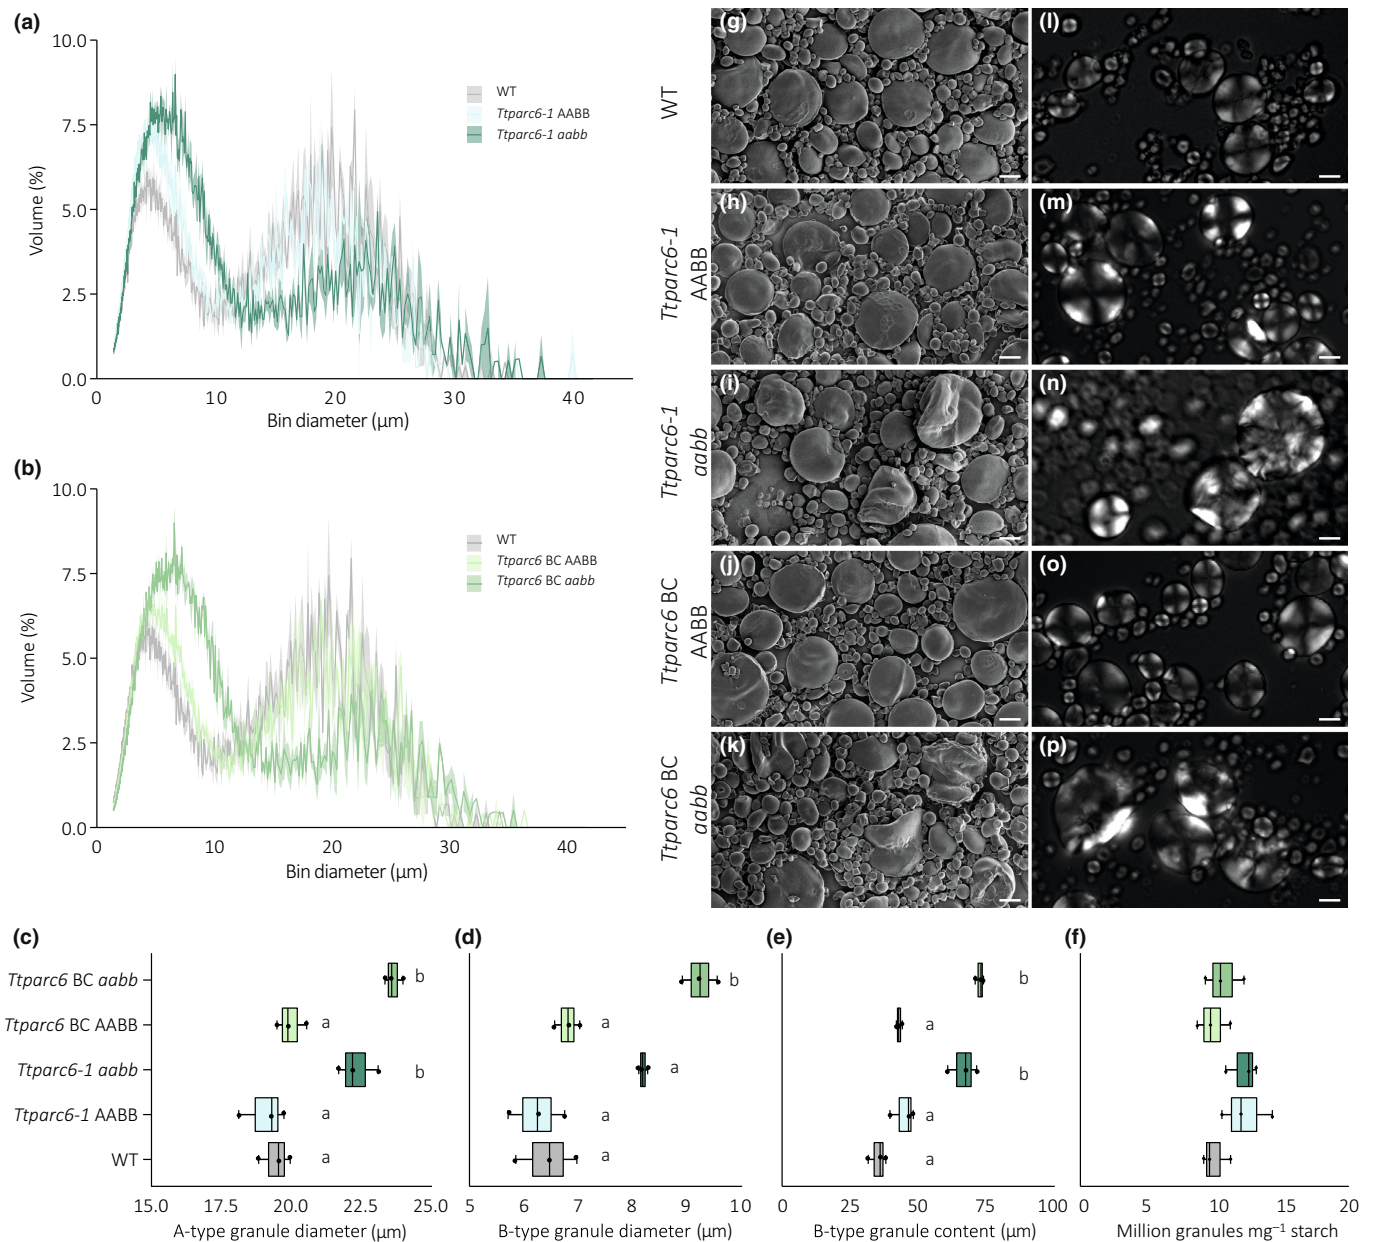 (a)
10.0
7.5
5.0
2.5
0.0
Volume (%)
0 10 20 30 40
Bin diameter (μm)
WT
Ttparc6-1 AABB
Ttparc6-1 aabb
(b)
10.0
7.5
5.0
2.5
0.0
Volume (%)
0 10 20 30 40
Bin diameter (μm)
WT
Ttparc6 BC AABB
Ttparc6 BC aabb
WT
(g)
(l)
Ttparc6-1
AABB
(h)
(m)
Ttparc6-1
aabb
(i)
(n)
Ttparc6 BC
AABB
(j)
(o)
Ttparc6 BC
aabb
(k)
(p)
(c)
Ttparc6 BC aabb
Ttparc6 BC AABB
Ttparc6-1 aabb
Ttparc6-1 AABB
WT
b
a
b
a
a
15.0 17.5 20.0 22.5 25.0
A-type granule diameter (μm)
(d)
b
a
a
a
a
5 6 7 8 9 10
B-type granule diameter (μm)
(e)
b
a
b
a
a
0 25 50 75 100
B-type granule content (μm)
(f)
0 5 10 15 20
Million granules mg⁻¹ starch